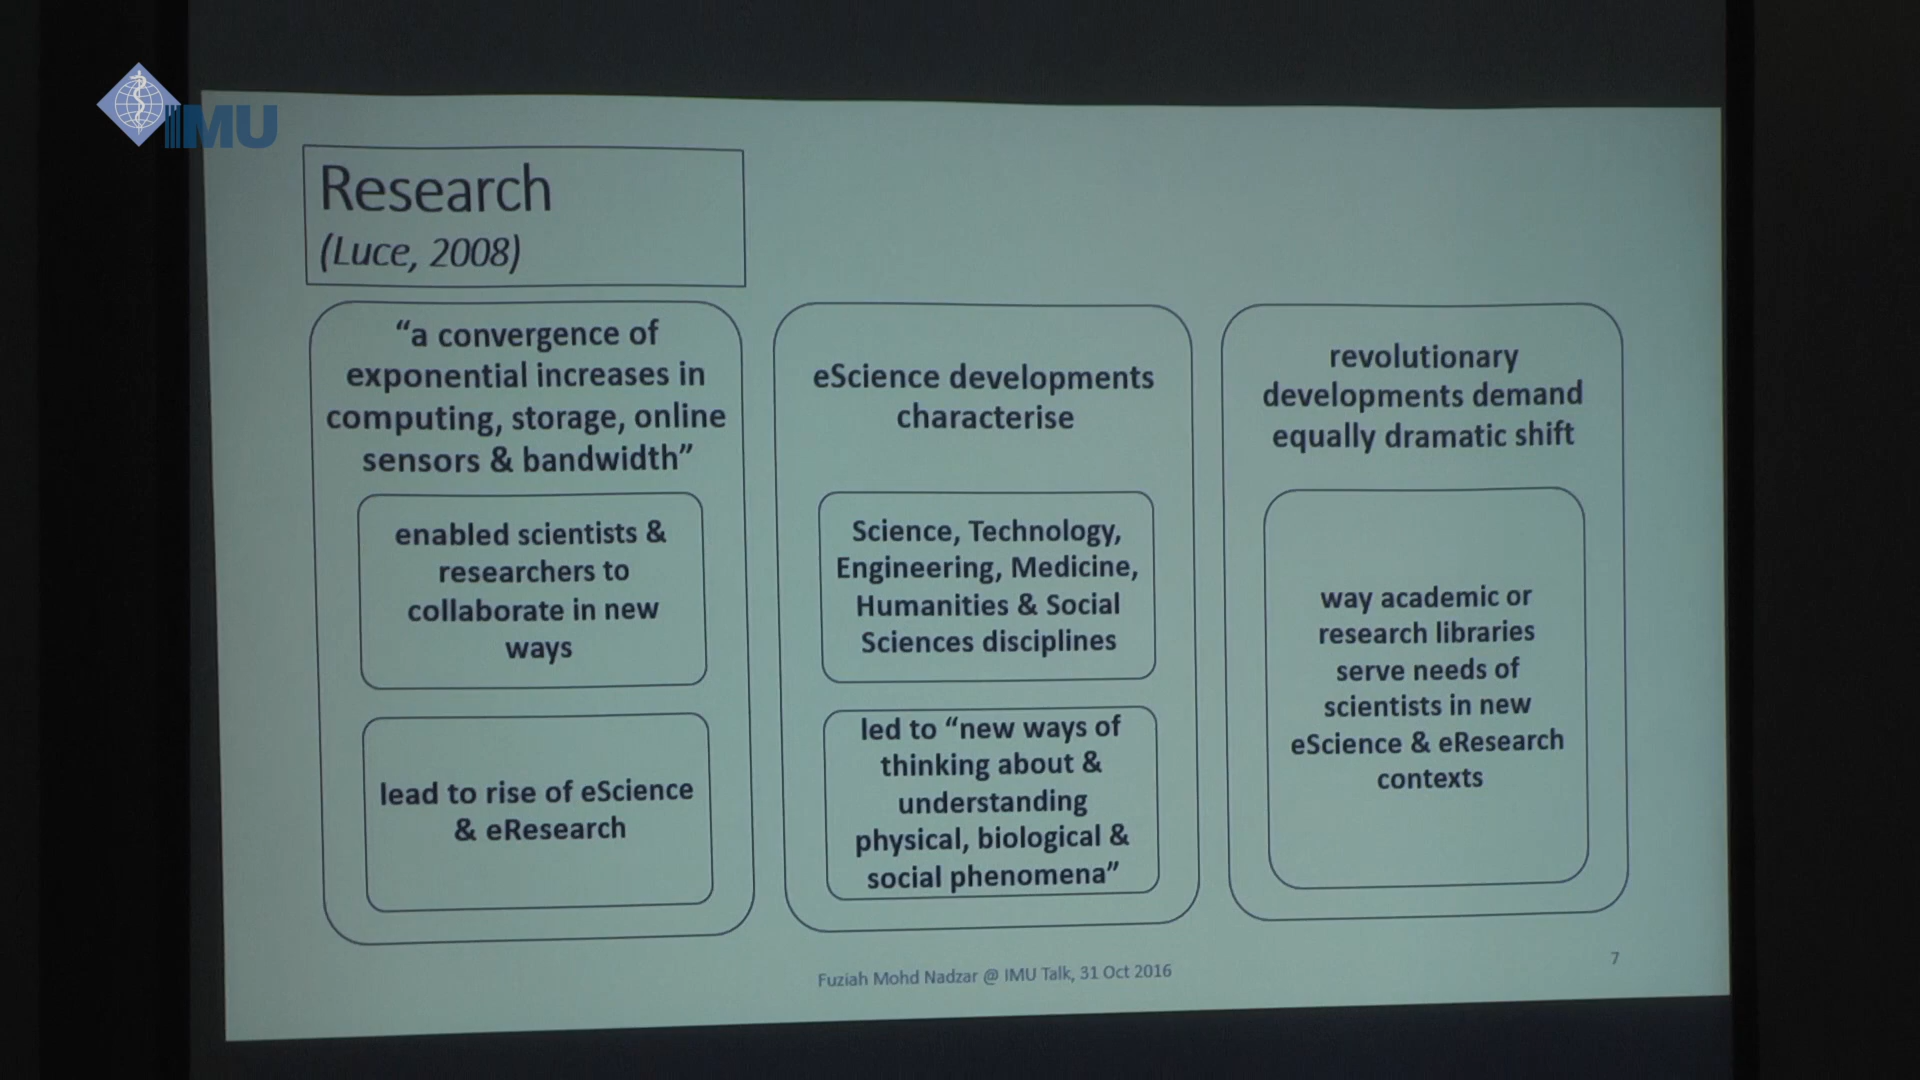 IMU
Research
(Luce, 2008)
“a convergence of
exponential increases in
computing, storage, online
sensors & bandwidth”
enabled scientists &
researchers to
collaborate in new
ways
lead to rise of eScience
& eResearch
eScience developments
characterise
Science, Technology,
Engineering, Medicine,
Humanities & Social
Sciences disciplines
led to “new ways of
thinking about &
understanding
physical, biological &
social phenomena”
revolutionary
developments demand
equally dramatic shift
way academic or
research libraries
serve needs of
scientists in new
eScience & eResearch
contexts
Fuziah Mohd Nadzar @ IMU Talk, 31 Oct 2016
7